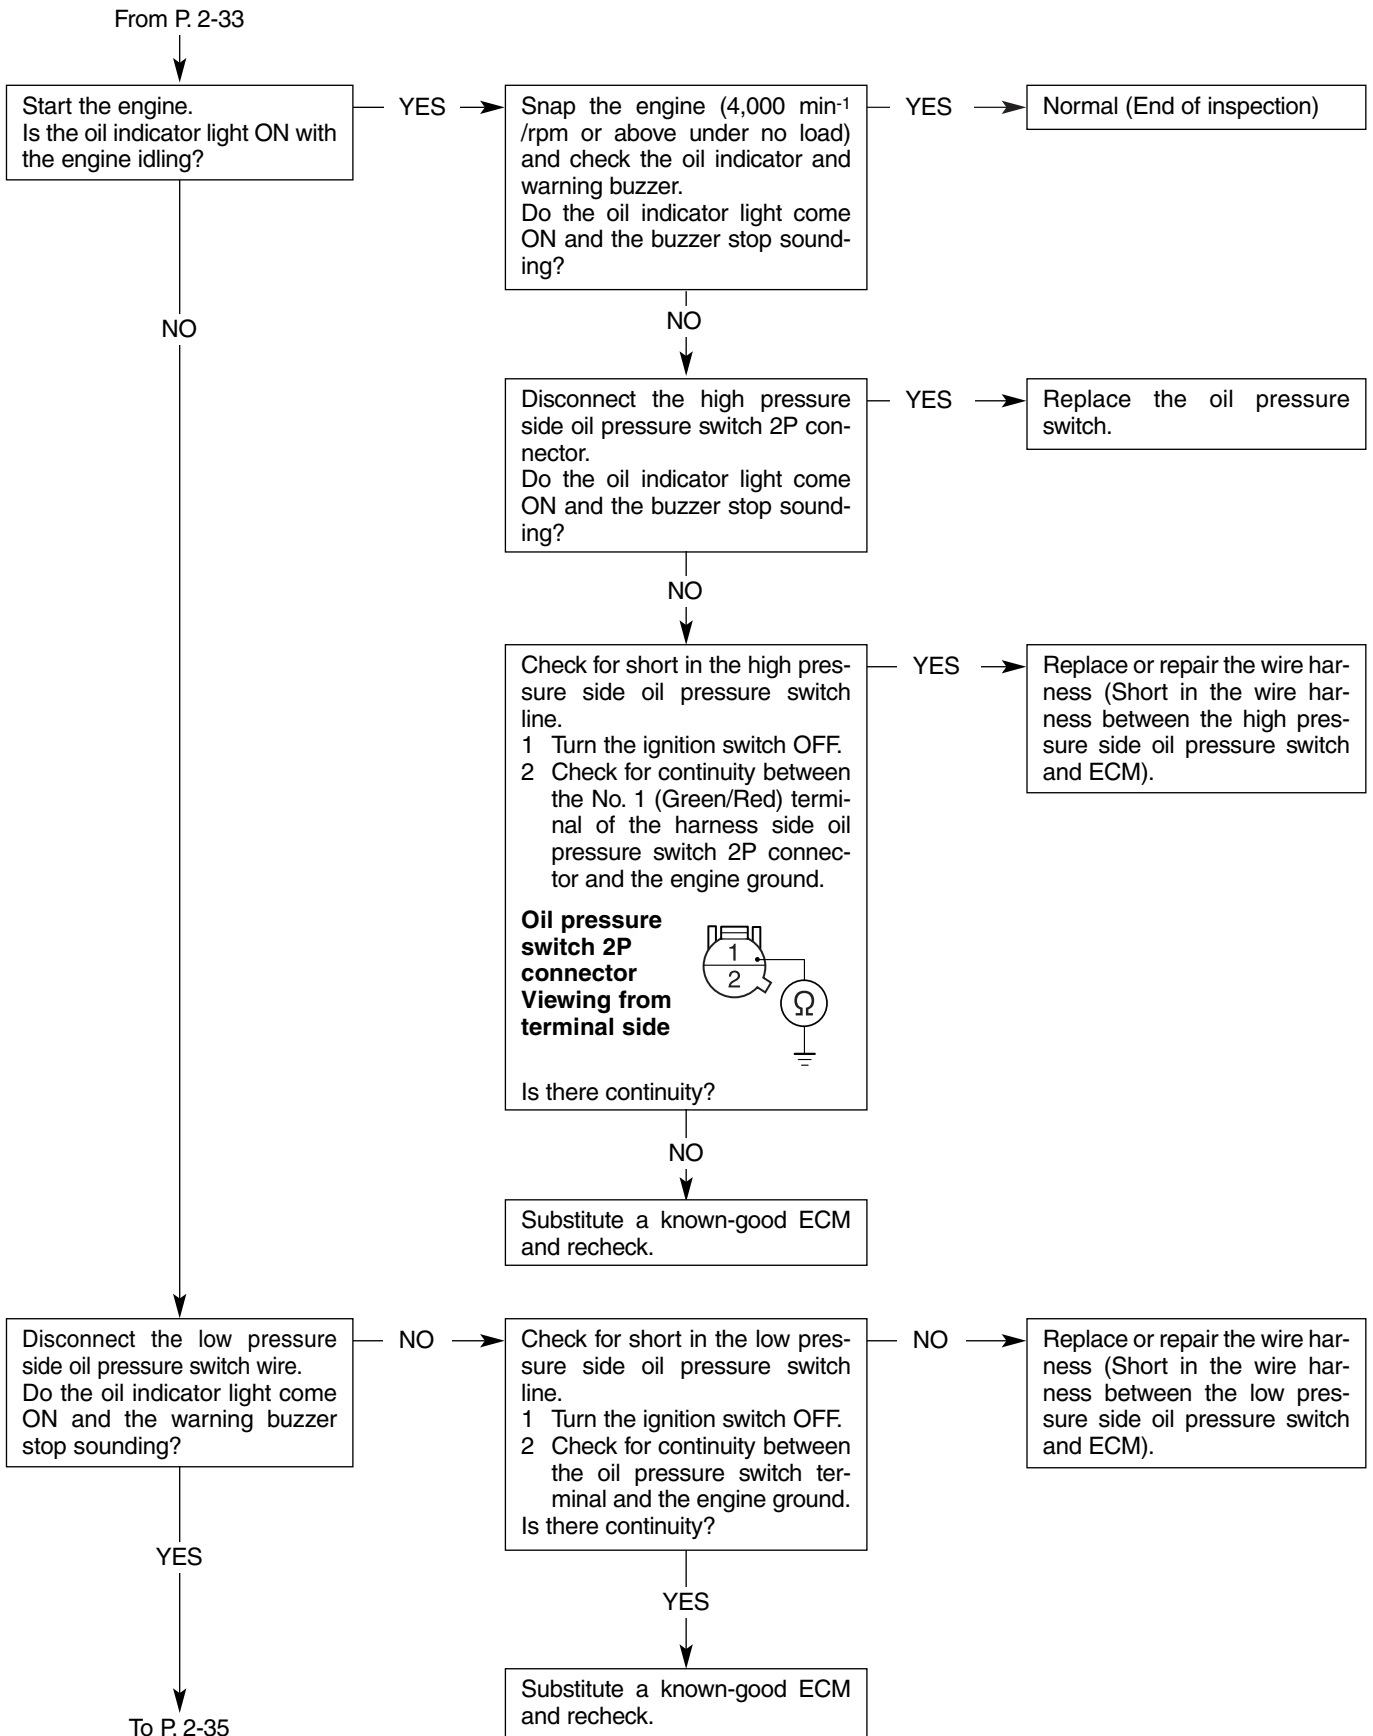 From P. 2-33
Start the engine.
Is the oil indicator light ON with
the engine idling?
YES
Snap the engine (4,000 min-1
/rpm or above under no load)
and check the oil indicator and
warning buzzer.
Do the oil indicator light come
ON and the buzzer stop sound-
ing?
YES
Normal (End of inspection)
NO
NO
Disconnect the high pressure
side oil pressure switch 2P con-
nector.
Do the oil indicator light come
ON and the buzzer stop sound-
ing?
YES
Replace the oil pressure
switch.
NO
Check for short in the high pres-
sure side oil pressure switch
line.
1 Turn the ignition switch OFF.
2 Check for continuity between
the No. 1 (Green/Red) termi-
nal of the harness side oil
pressure switch 2P connec-
tor and the engine ground.
Oil pressure
switch 2P
connector
Viewing from
terminal side
1
2
Ω
Is there continuity?
YES
Replace or repair the wire har-
ness (Short in the wire har-
ness between the high pres-
sure side oil pressure switch
and ECM).
NO
Substitute a known-good ECM
and recheck.
Disconnect the low pressure
side oil pressure switch wire.
Do the oil indicator light come
ON and the warning buzzer
stop sounding?
NO
Check for short in the low pres-
sure side oil pressure switch
line.
1 Turn the ignition switch OFF.
2 Check for continuity between
the oil pressure switch ter-
minal and the engine ground.
Is there continuity?
NO
Replace or repair the wire har-
ness (Short in the wire har-
ness between the low pres-
sure side oil pressure switch
and ECM).
YES
YES
Substitute a known-good ECM
and recheck.
To P. 2-35